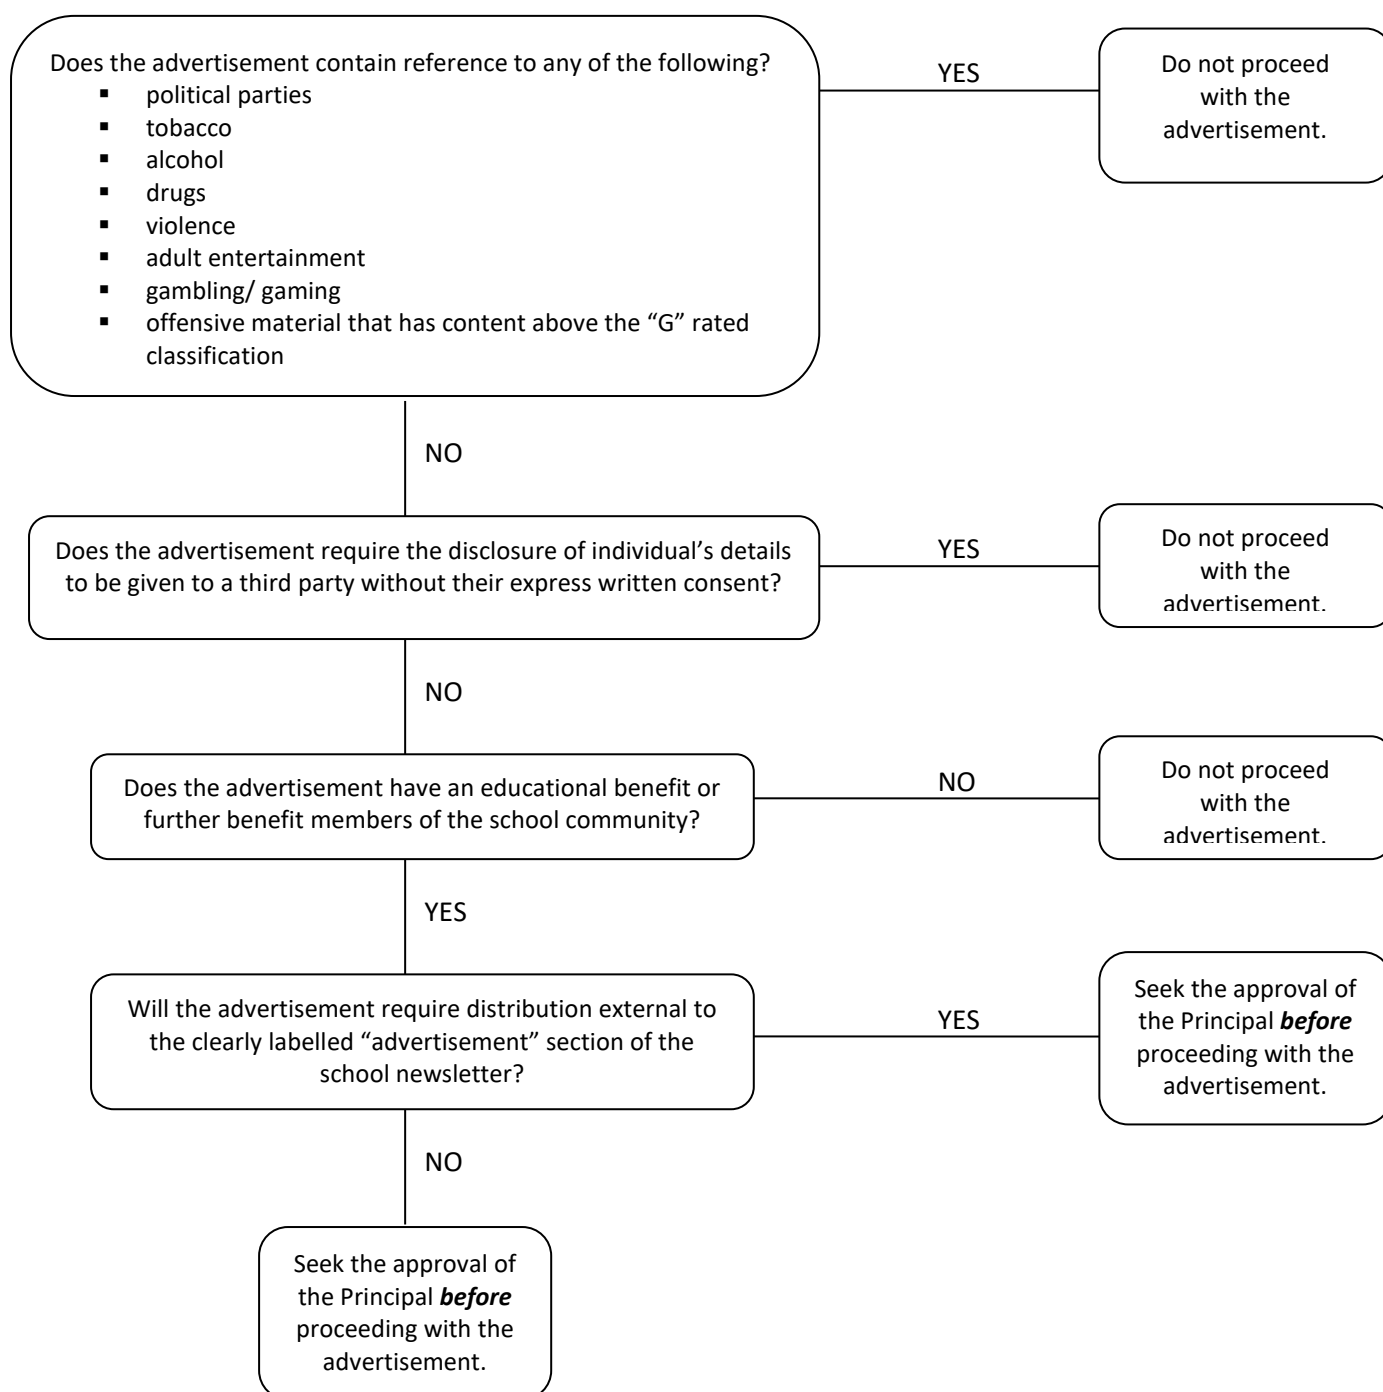 Does the advertisement contain reference to any of the following?
▪ political parties
▪ tobacco
▪ alcohol
▪ drugs
▪ violence
▪ adult entertainment
▪ gambling/ gaming
▪ offensive material that has content above the “G” rated
classification
YES
Do not proceed
with the
advertisement.
NO
Does the advertisement require the disclosure of individual’s details
to be given to a third party without their express written consent?
YES
Do not proceed
with the
advertisement.
NO
Does the advertisement have an educational benefit or
further benefit members of the school community?
NO
Do not proceed
with the
advertisement.
YES
Will the advertisement require distribution external to
the clearly labelled “advertisement” section of the
school newsletter?
YES
Seek the approval of
the Principal before
proceeding with the
advertisement.
NO
Seek the approval of
the Principal before
proceeding with the
advertisement.